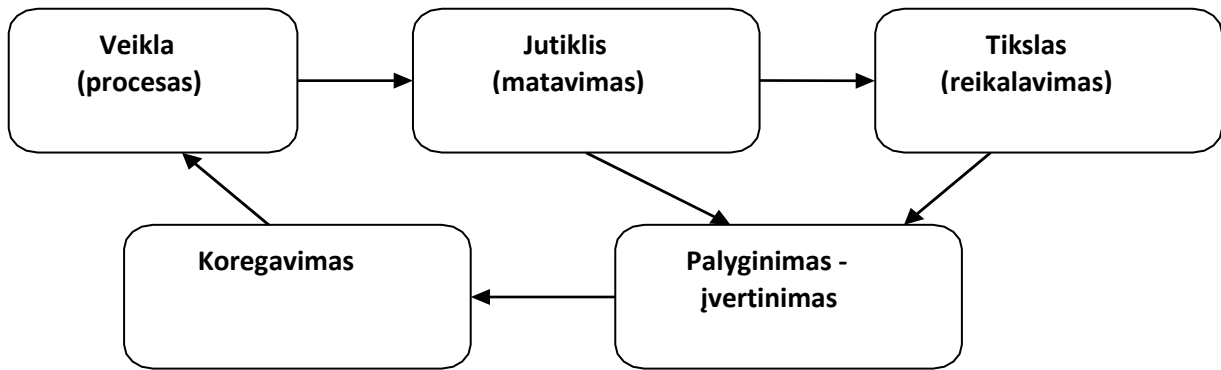 Veikla
(procesas)
Jutiklis
(matavimas)
Tikslas
(reikalavimas)
Koregavimas
Palyginimas -
įvertinimas